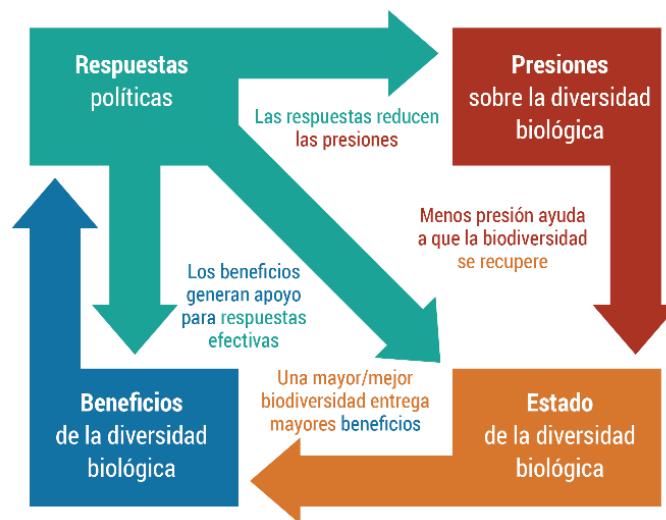 Respuestas
políticas
Presiones
sobre la diversidad
biológica
Las respuestas reducen
las presiones
Menos presión ayuda
a que la biodiversidad
se recupere
Los beneficios
generan apoyo
para respuestas
efectivas
Una mayor/mejor
biodiversidad entrega
mayores beneficios
Beneficios
de la diversidad
biológica
Estado
de la diversidad
biológica